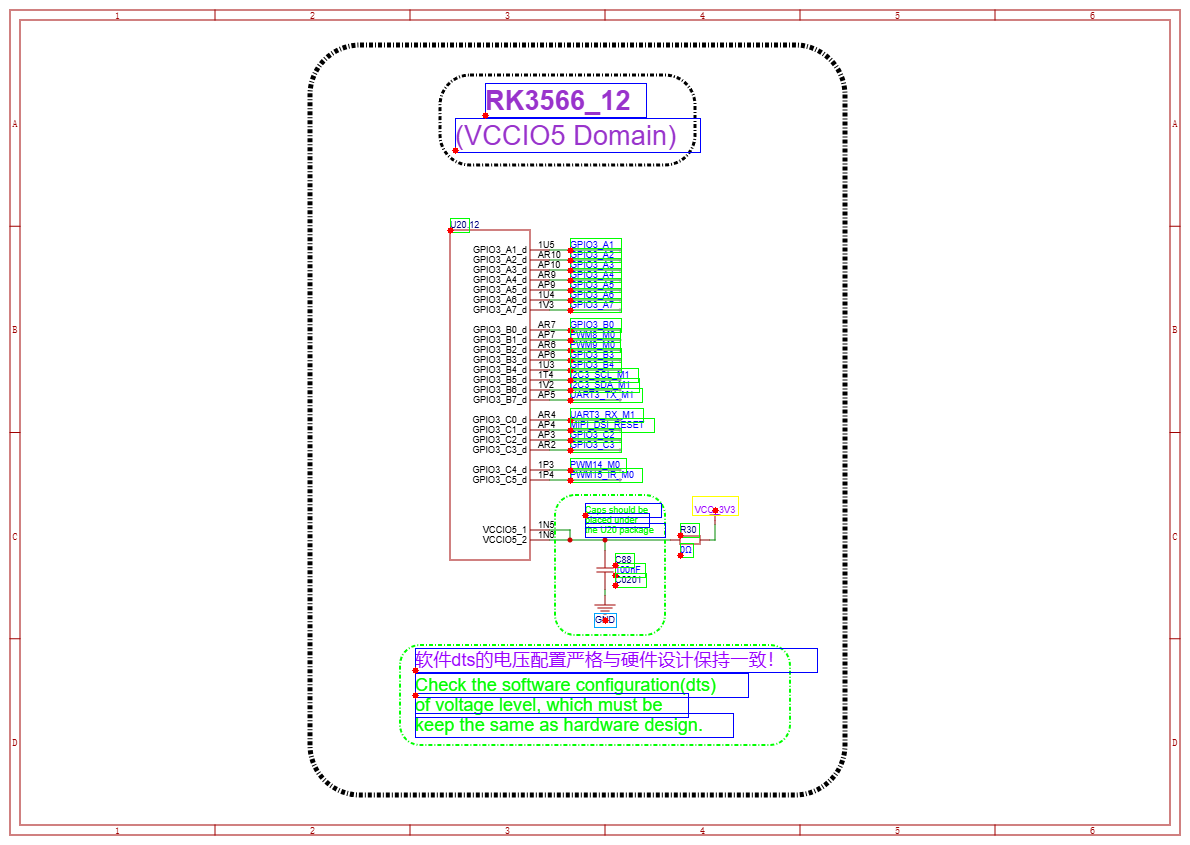 1 2 3 4 5 6
A A
RK3566_12
(VCCIO5 Domain)
U20.12
GPIO3_A1_d 1U5 GPIO3_A1
GPIO3_A2_d AR10 GPIO3_A2
GPIO3_A3_d AP10 GPIO3_A3
GPIO3_A4_d AR9 GPIO3_A4
GPIO3_A5_d AP9 GPIO3_A5
GPIO3_A6_d 1U4 GPIO3_A6
GPIO3_A7_d 1V3 GPIO3_A7
B B
GPIO3_B0_d AR7 GPIO3_B0
GPIO3_B1_d AP7 PWM8_M0
GPIO3_B2_d AR6 PWM9_M0
GPIO3_B3_d AP6 GPIO3_B3
GPIO3_B4_d 1U3 GPIO3_B4
GPIO3_B5_d 1T4 I2C3_SCL_M1
GPIO3_B6_d 1V2 I2C3_SDA_M1
GPIO3_B7_d AP5 UART3_TX_M1
GPIO3_C0_d AR4 UART3_RX_M1
GPIO3_C1_d AP4 MIPI_DSI_RESET
GPIO3_C2_d AP3 GPIO3_C2
GPIO3_C3_d AR2 GPIO3_C3
GPIO3_C4_d 1P3 PWM14_M0
GPIO3_C5_d 1P4 PWM15_IR_M0
Caps should be
placed under
the U20 package
VCC_3V3
VCCIO5_1 1N5
VCCIO5_2 1N6
R30
0Ω
C C
C88
100nF
C0201
GND
软件dts的电压配置严格与硬件设计保持一致!
Check the software configuration(dts)
of voltage level, which must be
keep the same as hardware design.
D D
1 2 3 4 5 6